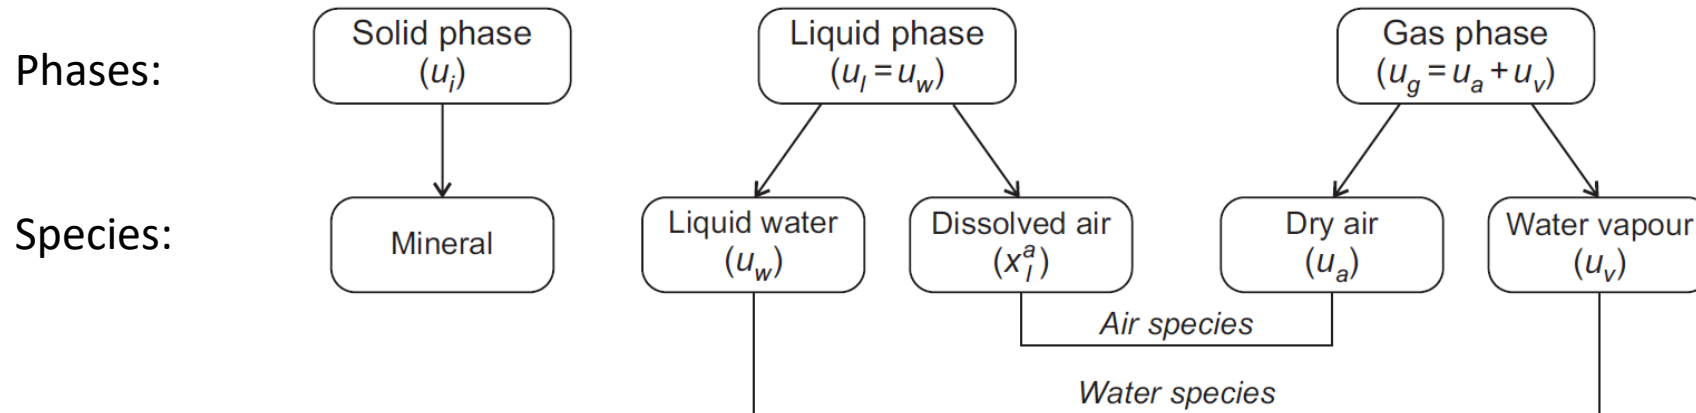 Phases:
Solid phase
(u_i)
Liquid phase
(u_l = u_w)
Gas phase
(u_g = u_a + u_v)
Species:
Mineral
Liquid water
(u_w)
Dissolved air
(x_l^a)
Dry air
(u_a)
Water vapour
(u_v)
Air species
Water species